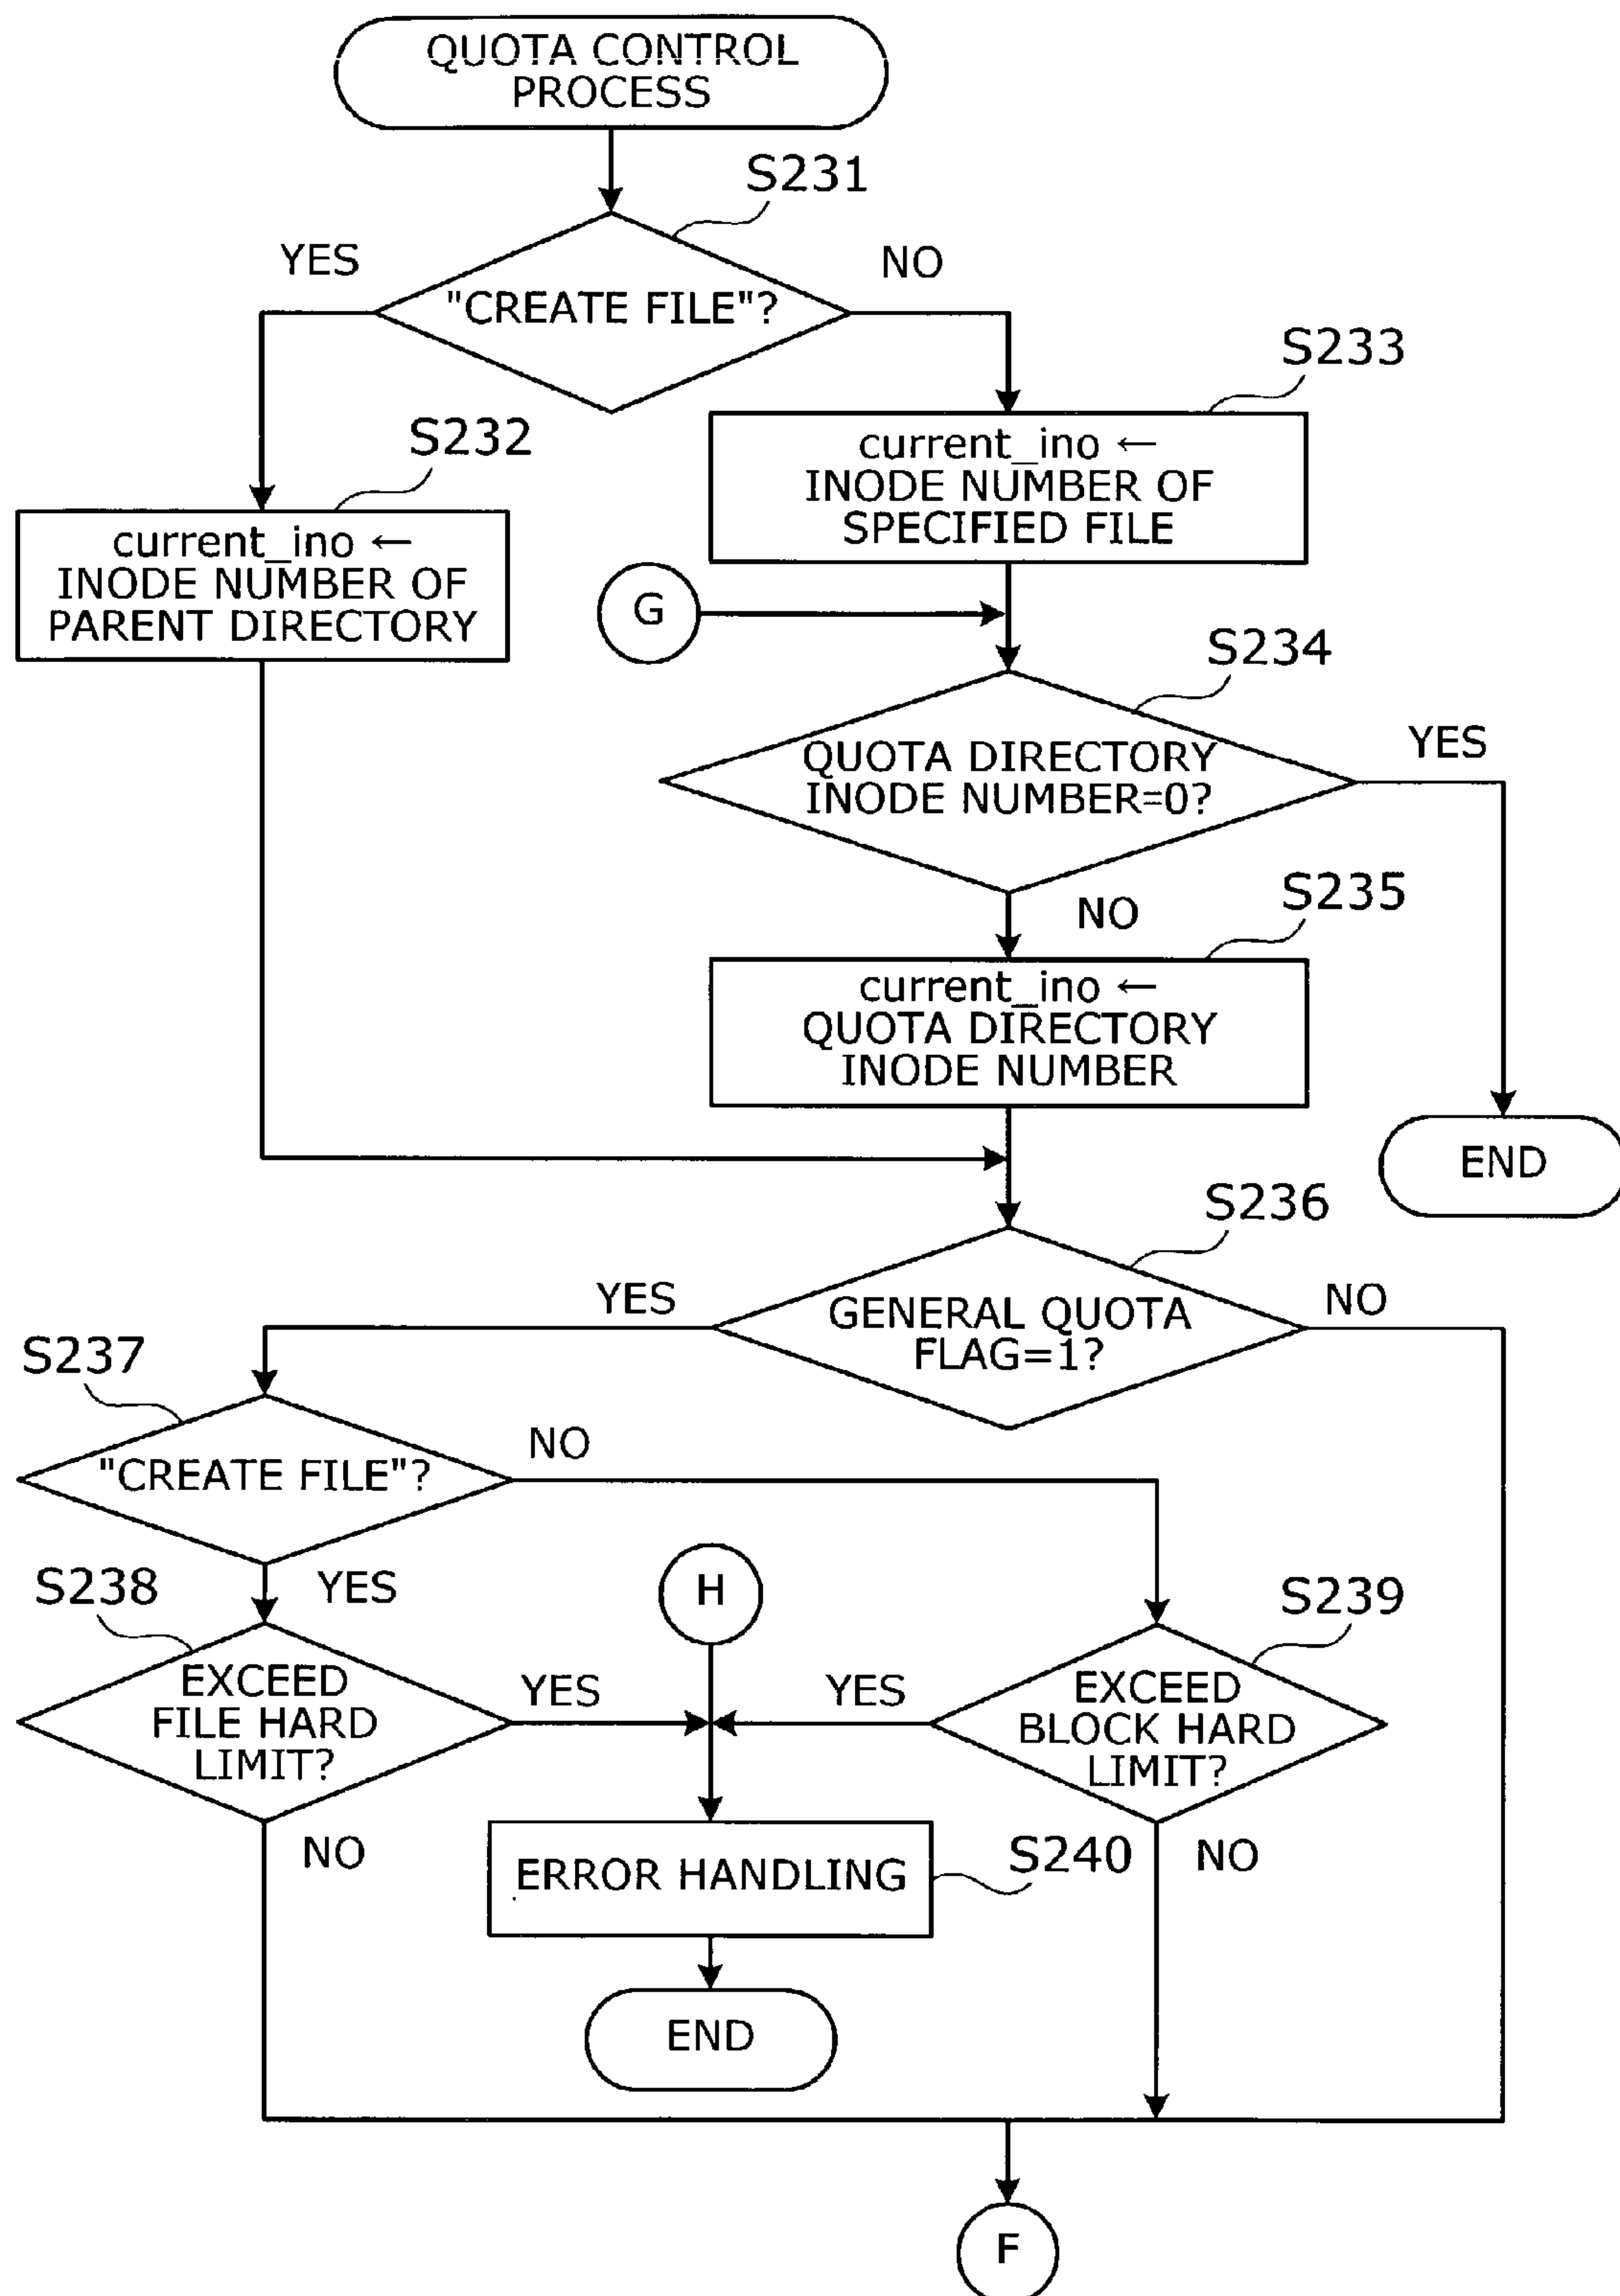 QUOTA CONTROL
PROCESS
S231
YES
NO
"CREATE FILE"?
S233
S232
current_ino ←
INODE NUMBER OF
SPECIFIED FILE
current_ino ←
INODE NUMBER OF
PARENT DIRECTORY
G
S234
YES
QUOTA DIRECTORY
INODE NUMBER=0?
S235
NO
current_ino ←
QUOTA DIRECTORY
INODE NUMBER
END
S236
YES
NO
GENERAL QUOTA
FLAG=1?
S237
NO
"CREATE FILE"?
S238
YES
H
S239
EXCEED
FILE HARD
LIMIT?
YES
YES
EXCEED
BLOCK HARD
LIMIT?
NO
ERROR HANDLING
S240
NO
END
F